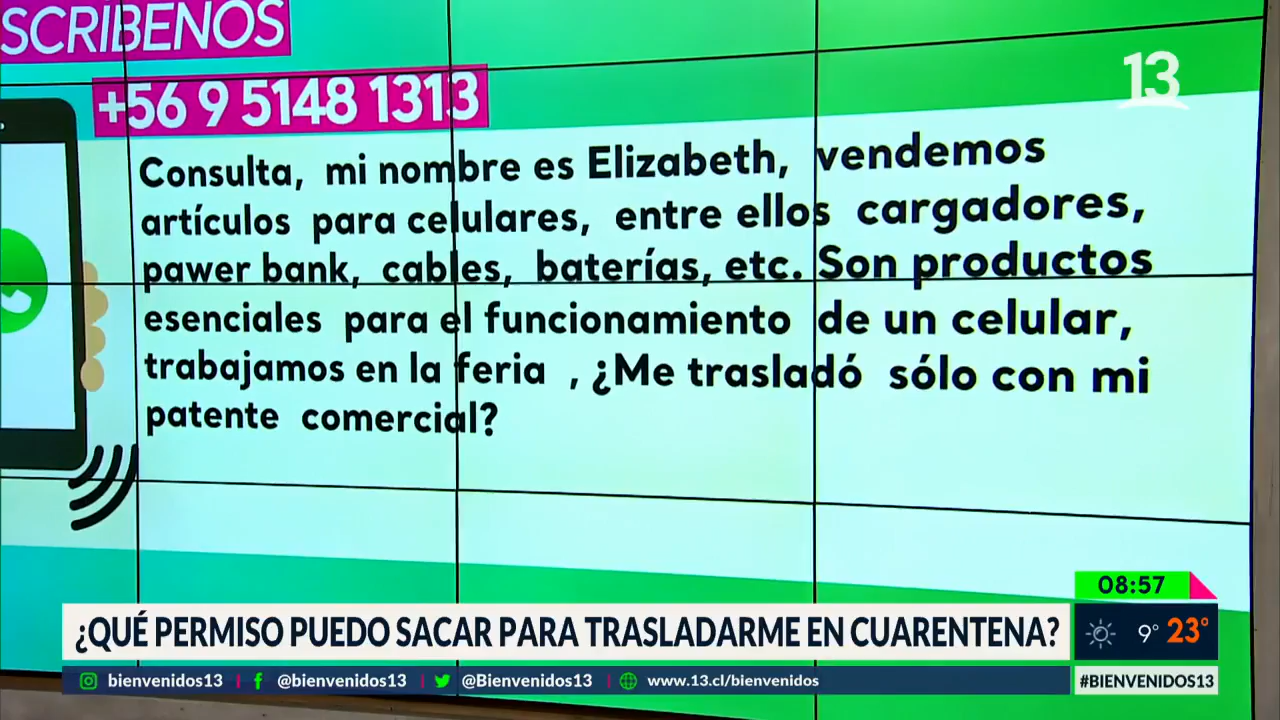 SCRÍBENOS
+56 9 5148 1313
13
Consulta, mi nombre es Elizabeth, vendemos
artículos para celulares, entre ellos cargadores,
pawer bank, cables, baterías, etc. Son productos
esenciales para el funcionamiento de un celular,
trabajamos en la feria , ¿Me trasladó sólo con mi
patente comercial?
08:57
¿QUÉ PERMISO PUEDO SACAR PARA TRASLADARME EN CUARENTENA?
9° 23°
bienvenidos13 @bienvenidos13 @Bienvenidos13 www.13.cl/bienvenidos
#BIENVENIDOS13